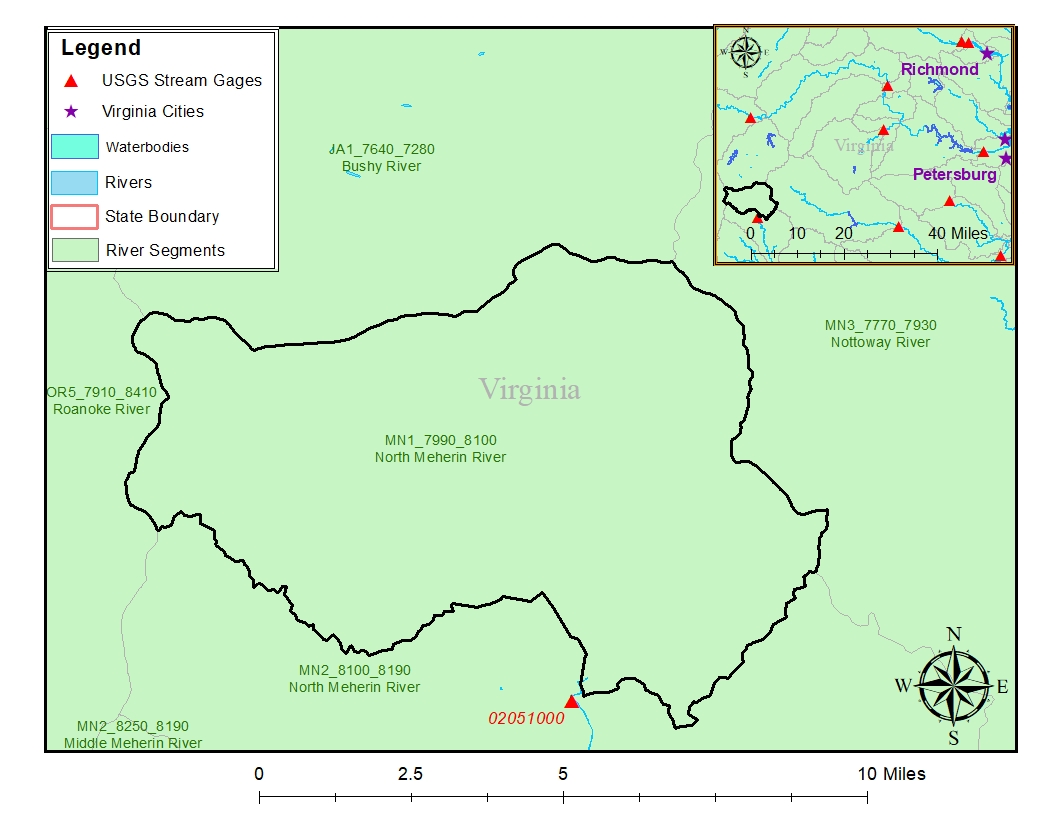 Legend
USGS Stream Gages
Virginia Cities
Waterbodies
Rivers
State Boundary
River Segments
N
W E
S
Richmond
Virginia
Petersburg
0 10 20 40 Miles
JA1_7640_7280
Bushy River
MN3_7770_7930
Nottoway River
OR5_7910_8410
Roanoke River
Virginia
MN1_7990_8100
North Meherin River
MN2_8100_8190
North Meherin River
02051000
MN2_8250_8190
Middle Meherin River
N
W E
S
0 2.5 5 10 Miles